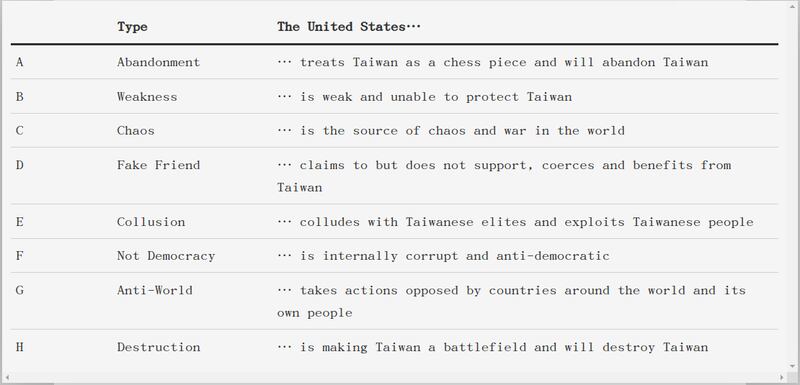 Type The United States⋯
A Abandonment ⋯ treats Taiwan as a chess piece and will abandon Taiwan
B Weakness ⋯ is weak and unable to protect Taiwan
C Chaos ⋯ is the source of chaos and war in the world
D Fake Friend ⋯ claims to but does not support, coerces and benefits from
Taiwan
E Collusion ⋯ colludes with Taiwanese elites and exploits Taiwanese people
F Not Democracy ⋯ is internally corrupt and anti-democratic
G Anti-World ⋯ takes actions opposed by countries around the world and its
own people
H Destruction ⋯ is making Taiwan a battlefield and will destroy Taiwan